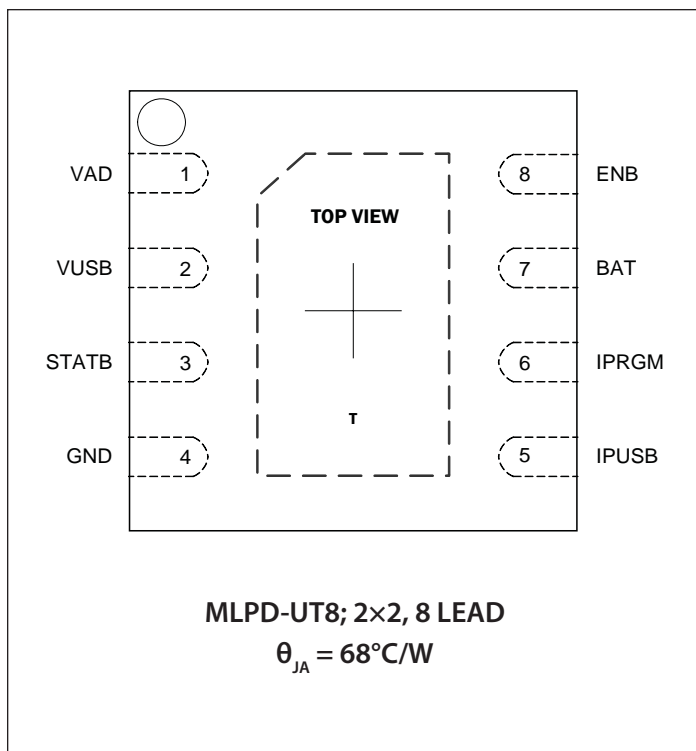 VAD 1
VUSB 2
STATB 3
GND 4
TOP VIEW
T
8 ENB
7 BAT
6 IPRGM
5 IPUSB
MLPD-UT8; 2×2, 8 LEAD
θJA = 68°C/W